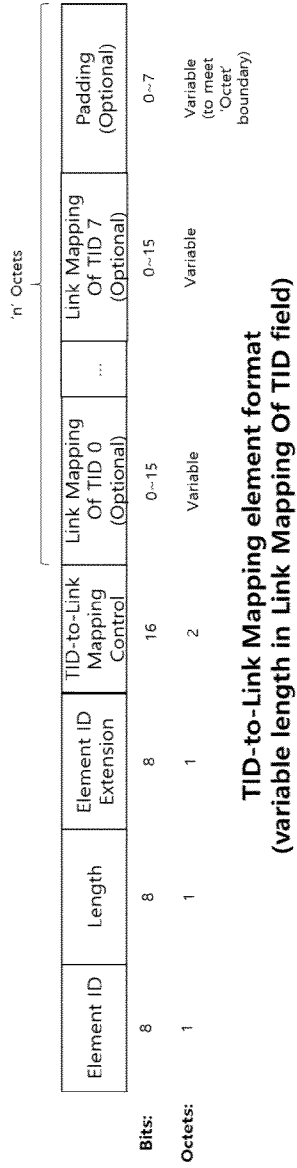 'n' Octets
Element ID
Length
Element ID
Extension
TID-to-Link
Mapping
Control
Link Mapping
Of TID 0
(Optional)
...
Link Mapping
Of TID 7
(Optional)
Padding
(Optional)
Bits: 8 8 8 16 0~15 0~15 0~7
Octets: 1 1 1 2 Variable Variable Variable
(to meet
'Octet'
boundary)
TID-to-Link Mapping element format
(variable length in Link Mapping Of TID field)